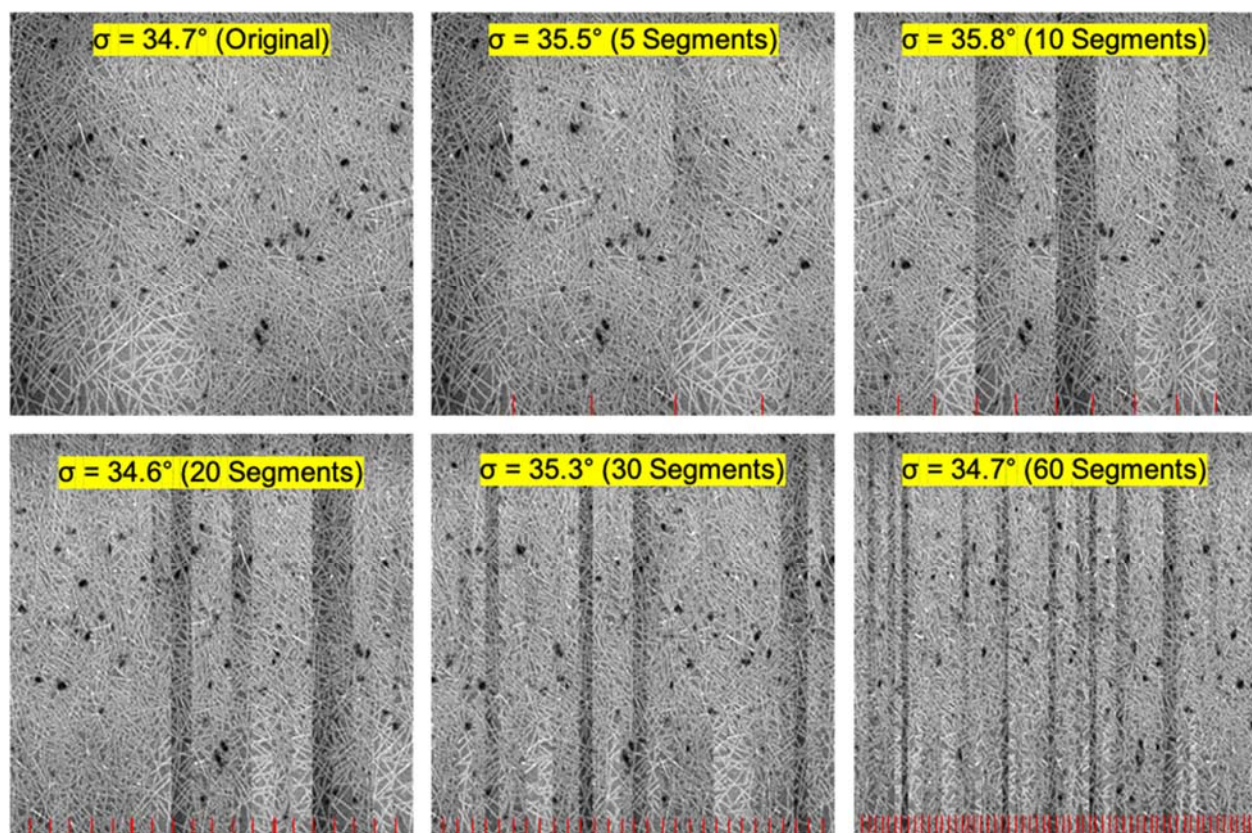 σ = 34.7° (Original)
σ = 35.5° (5 Segments)
σ = 35.8° (10 Segments)
σ = 34.6° (20 Segments)
σ = 35.3° (30 Segments)
σ = 34.7° (60 Segments)